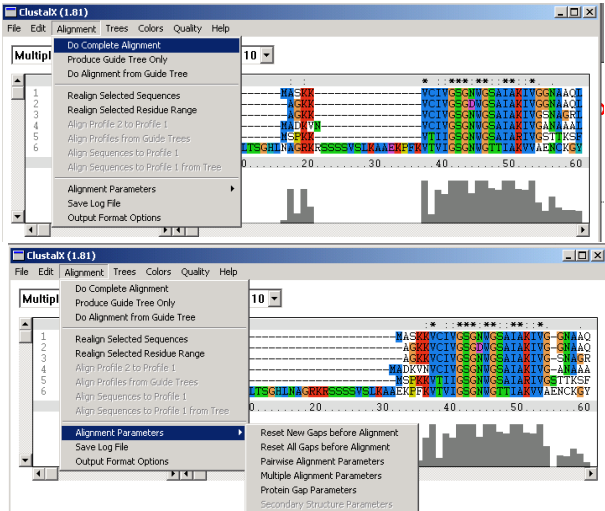 ClustalX (1.81)
File Edit Alignment Trees Colors Quality Help
Multipl
10
Do Complete Alignment
Produce Guide Tree Only
Do Alignment from Guide Tree
Realign Selected Sequences
Realign Selected Residue Range
Align Profile 2 to Profile 1
Align Profiles from Guide Trees
Align Sequences to Profile 1
Align Sequences to Profile 1 from Tree
Alignment Parameters
Save Log File
Output Format Options
1 MASKK VCIVGSGNWGSAIAKIVGGNAAQL
2 AGKK VCIVGSGDWGSAIAKIVGGNAAQL
3 AGKK VCIVGSGNWGSAIAKIVGSNAGRL
4 MADKVN VCIVGSGNWGSAIAKIVGANAAAL
5 MSPKK VTIIGSGNWGSAIARIVGSTTKSF
6 LTSGHLNAGRKRSSSSVSLKAAEKPFKVTVIGSGNWGTTIAKVVAENCKGY
0.......20........30........40........50........60
ClustalX (1.81)
File Edit Alignment Trees Colors Quality Help
Multipl
10
Do Complete Alignment
Produce Guide Tree Only
Do Alignment from Guide Tree
Realign Selected Sequences
Realign Selected Residue Range
Align Profile 2 to Profile 1
Align Profiles from Guide Trees
Align Sequences to Profile 1
Align Sequences to Profile 1 from Tree
Alignment Parameters
Save Log File
Output Format Options
1 MASKKVCIVGSGNWGSAIAKIVG-GNAAQ
2 AGKKVCIVGSGDWGSAIAKIVG-GNAAQ
3 AGKKVCIVGSGNWGSAIAKIVG-SNAGR
4 MADKVNVCIVGSGNWGSAIAKIVG-ANAAA
5 MSPKKVTIIGSGNWGSAIARIVGSTTKSF
6 LTSGHLNAGRKRSSSSVSLKAAEKPFKVTVIGSGNWGTTIAKVVAENCKGY
0.......20........30........40........50........60
Reset New Gaps before Alignment
Reset All Gaps before Alignment
Pairwise Alignment Parameters
Multiple Alignment Parameters
Protein Gap Parameters
Secondary Structure Parameters